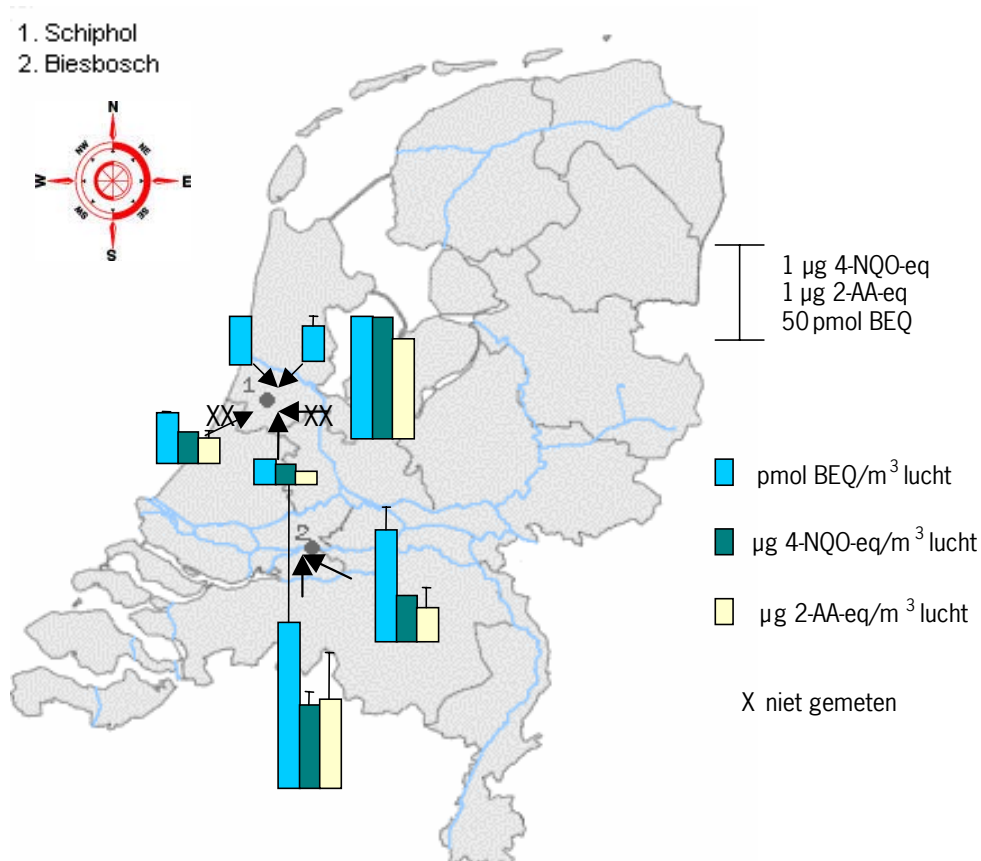 1. Schiphol
2. Biesbosch
N
NW
NE
W
E
SW
SE
S
1 µg 4-NQO-eq
1 µg 2-AA-eq
50 pmol BEQ
1
XX
XX
2
pmol BEQ/m³ lucht
µg 4-NQO-eq/m³ lucht
µg 2-AA-eq/m³ lucht
X niet gemeten